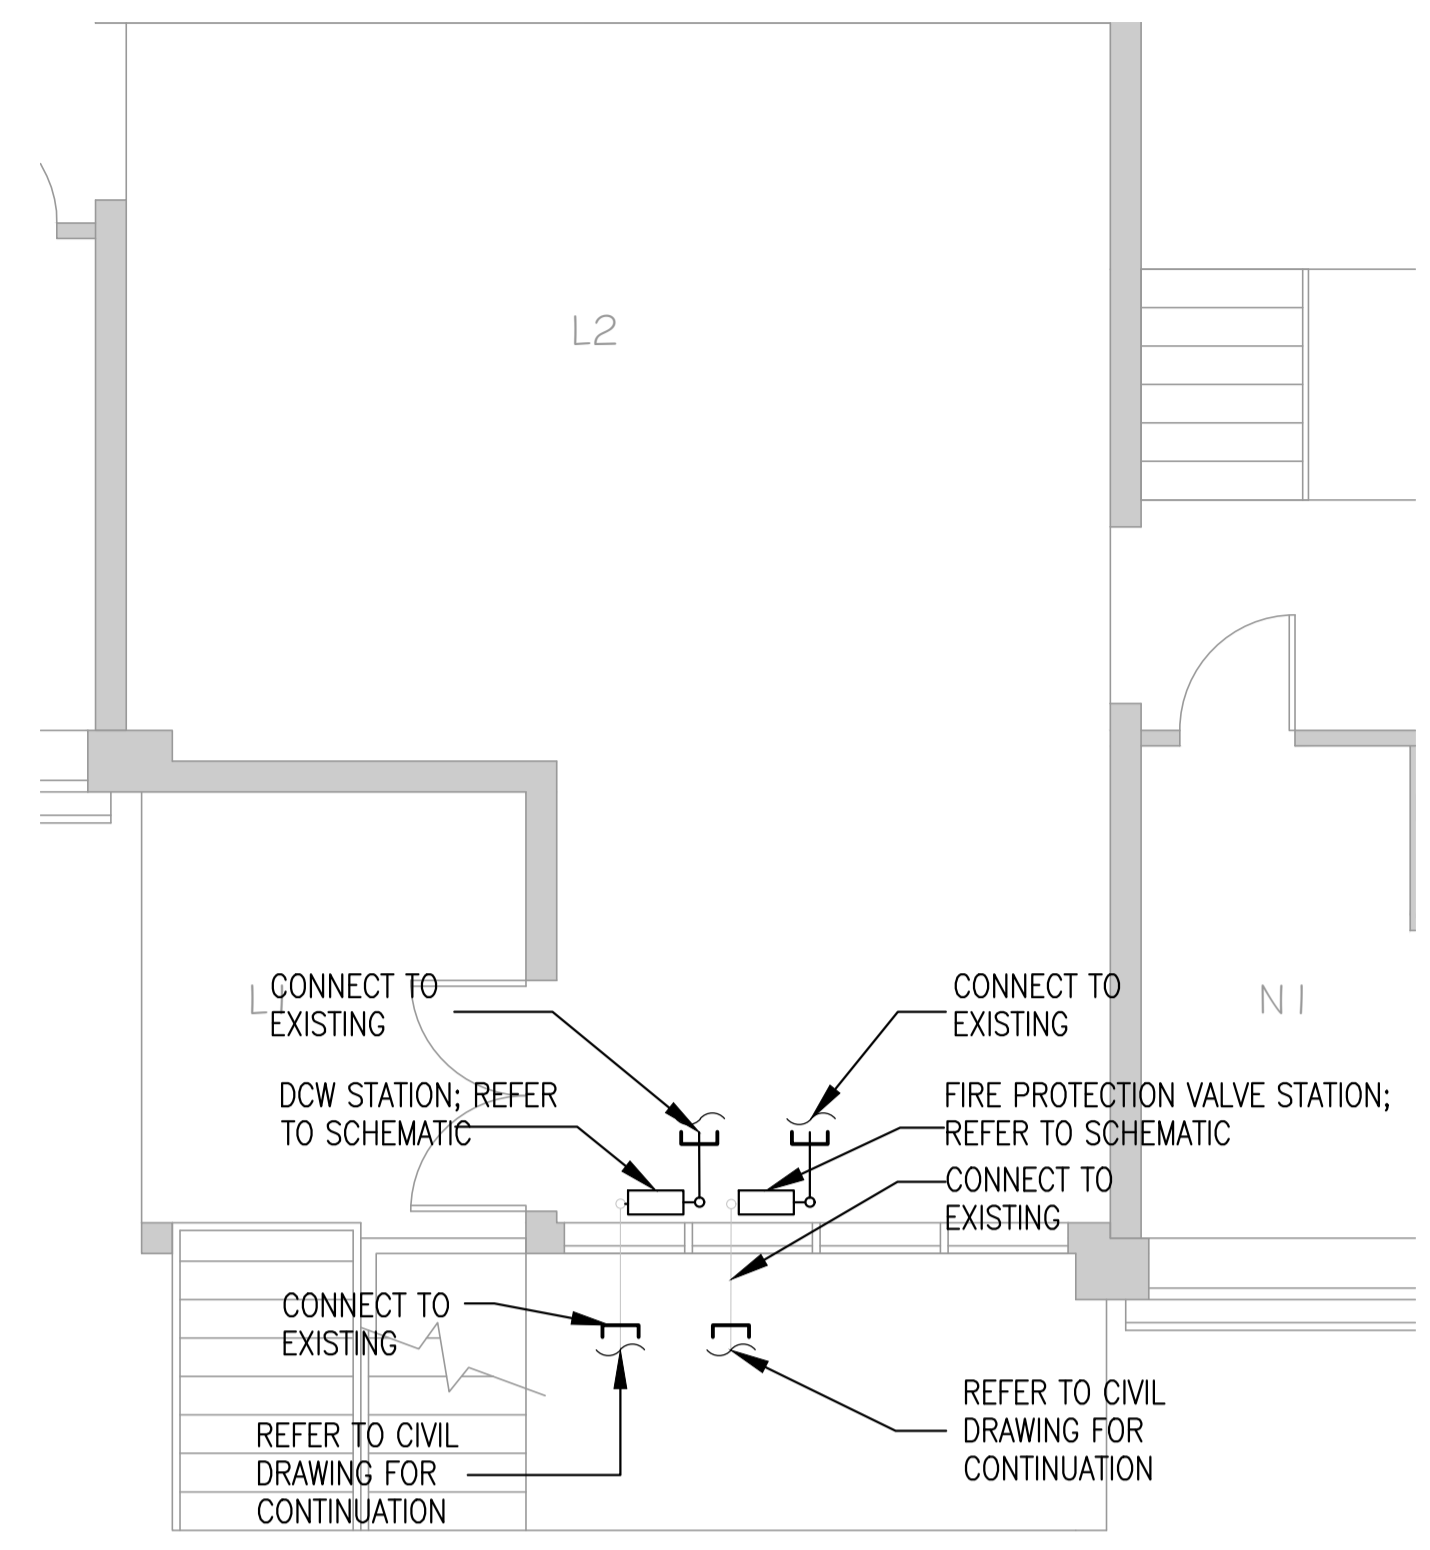 L2
CONNECT TO
EXISTING
L1
CONNECT TO
EXISTING
N1
DCW STATION; REFER
TO SCHEMATIC
FIRE PROTECTION VALVE STATION;
REFER TO SCHEMATIC
CONNECT TO
EXISTING
CONNECT TO
EXISTING
REFER TO CIVIL
DRAWING FOR
CONTINUATION
REFER TO CIVIL
DRAWING FOR
CONTINUATION